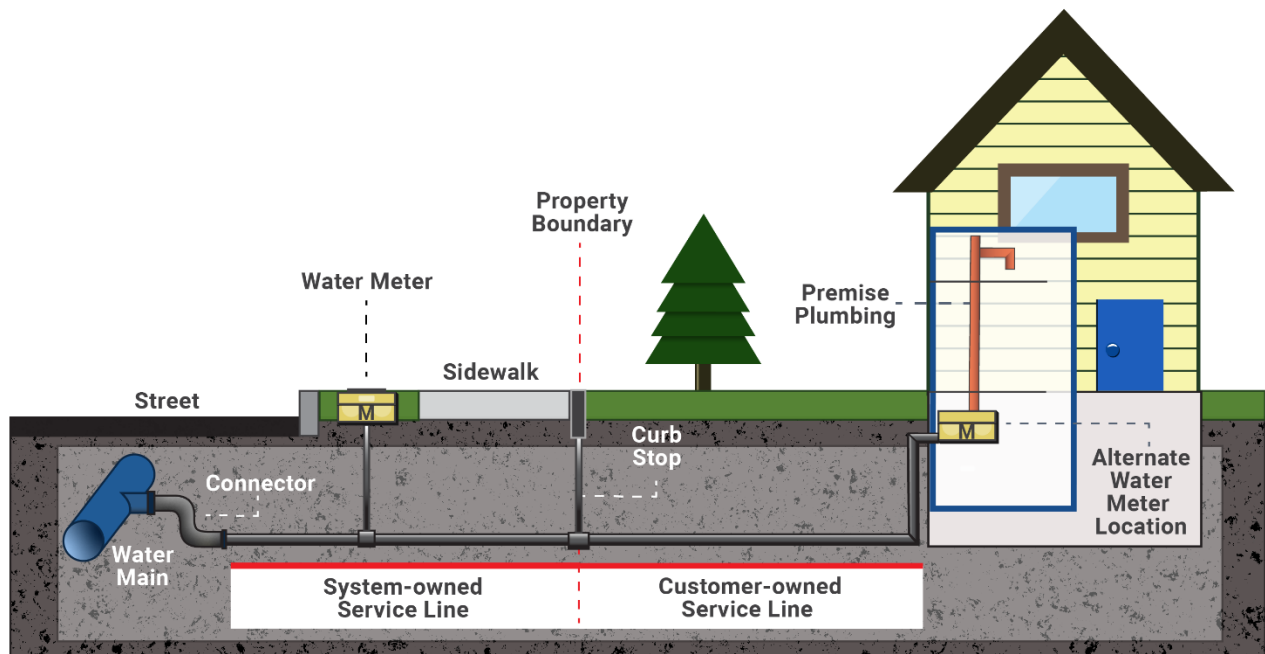 Property
Boundary
Water Meter
Premise
Plumbing
Sidewalk
Street
M
Curb
Stop
M
Connector
Alternate
Water
Meter
Location
Water
Main
System-owned
Service Line
Customer-owned
Service Line